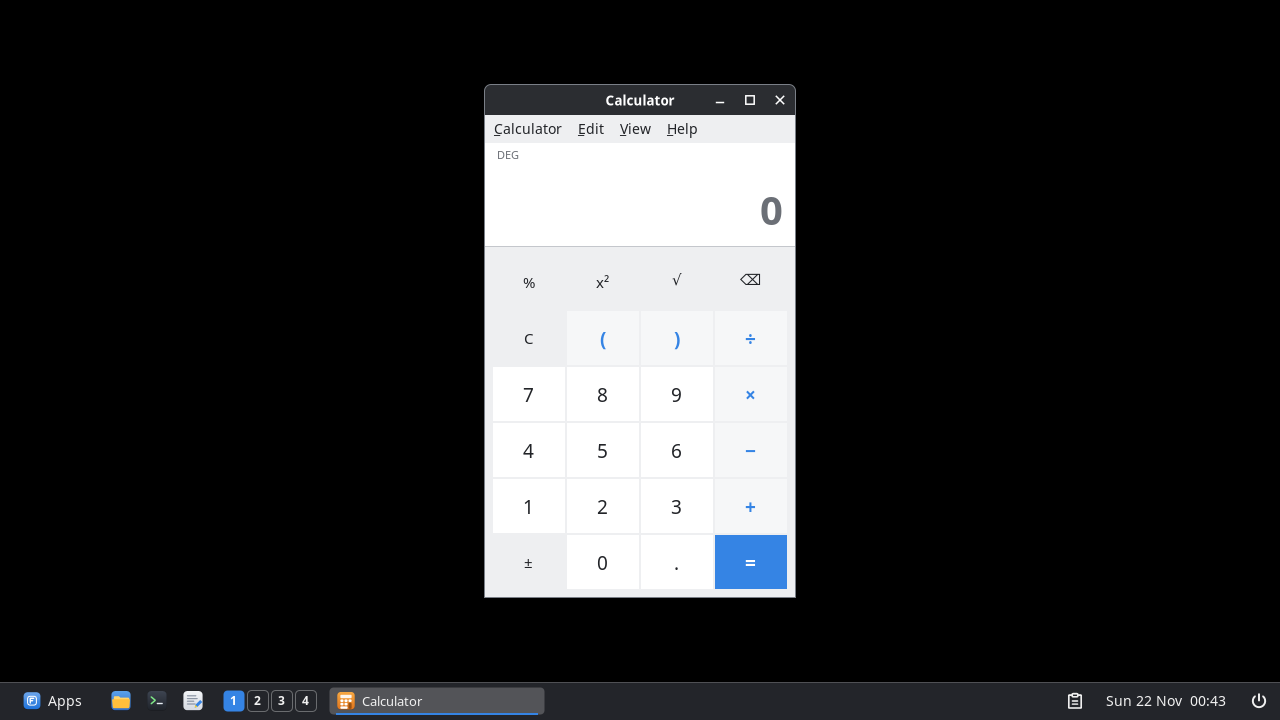 Calculator
Calculator Edit View Help
DEG
0
% x² √ ⌫
C ( ) ÷
7 8 9 ×
4 5 6 −
1 2 3 +
± 0 . =
Apps 1 2 3 4 Calculator Sun 22 Nov 00:43